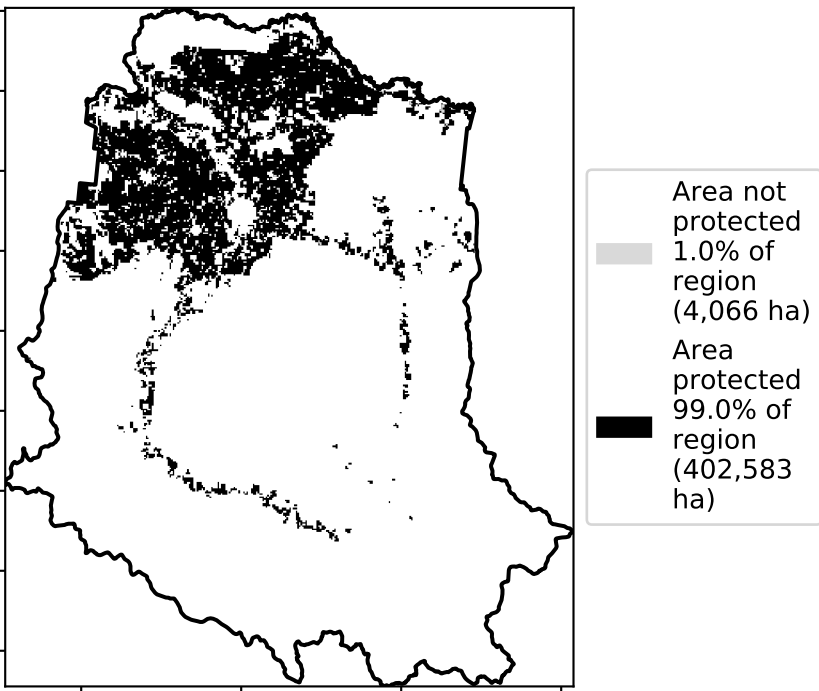 Area not
protected
1.0% of
region
(4,066 ha)
Area
protected
99.0% of
region
(402,583
ha)